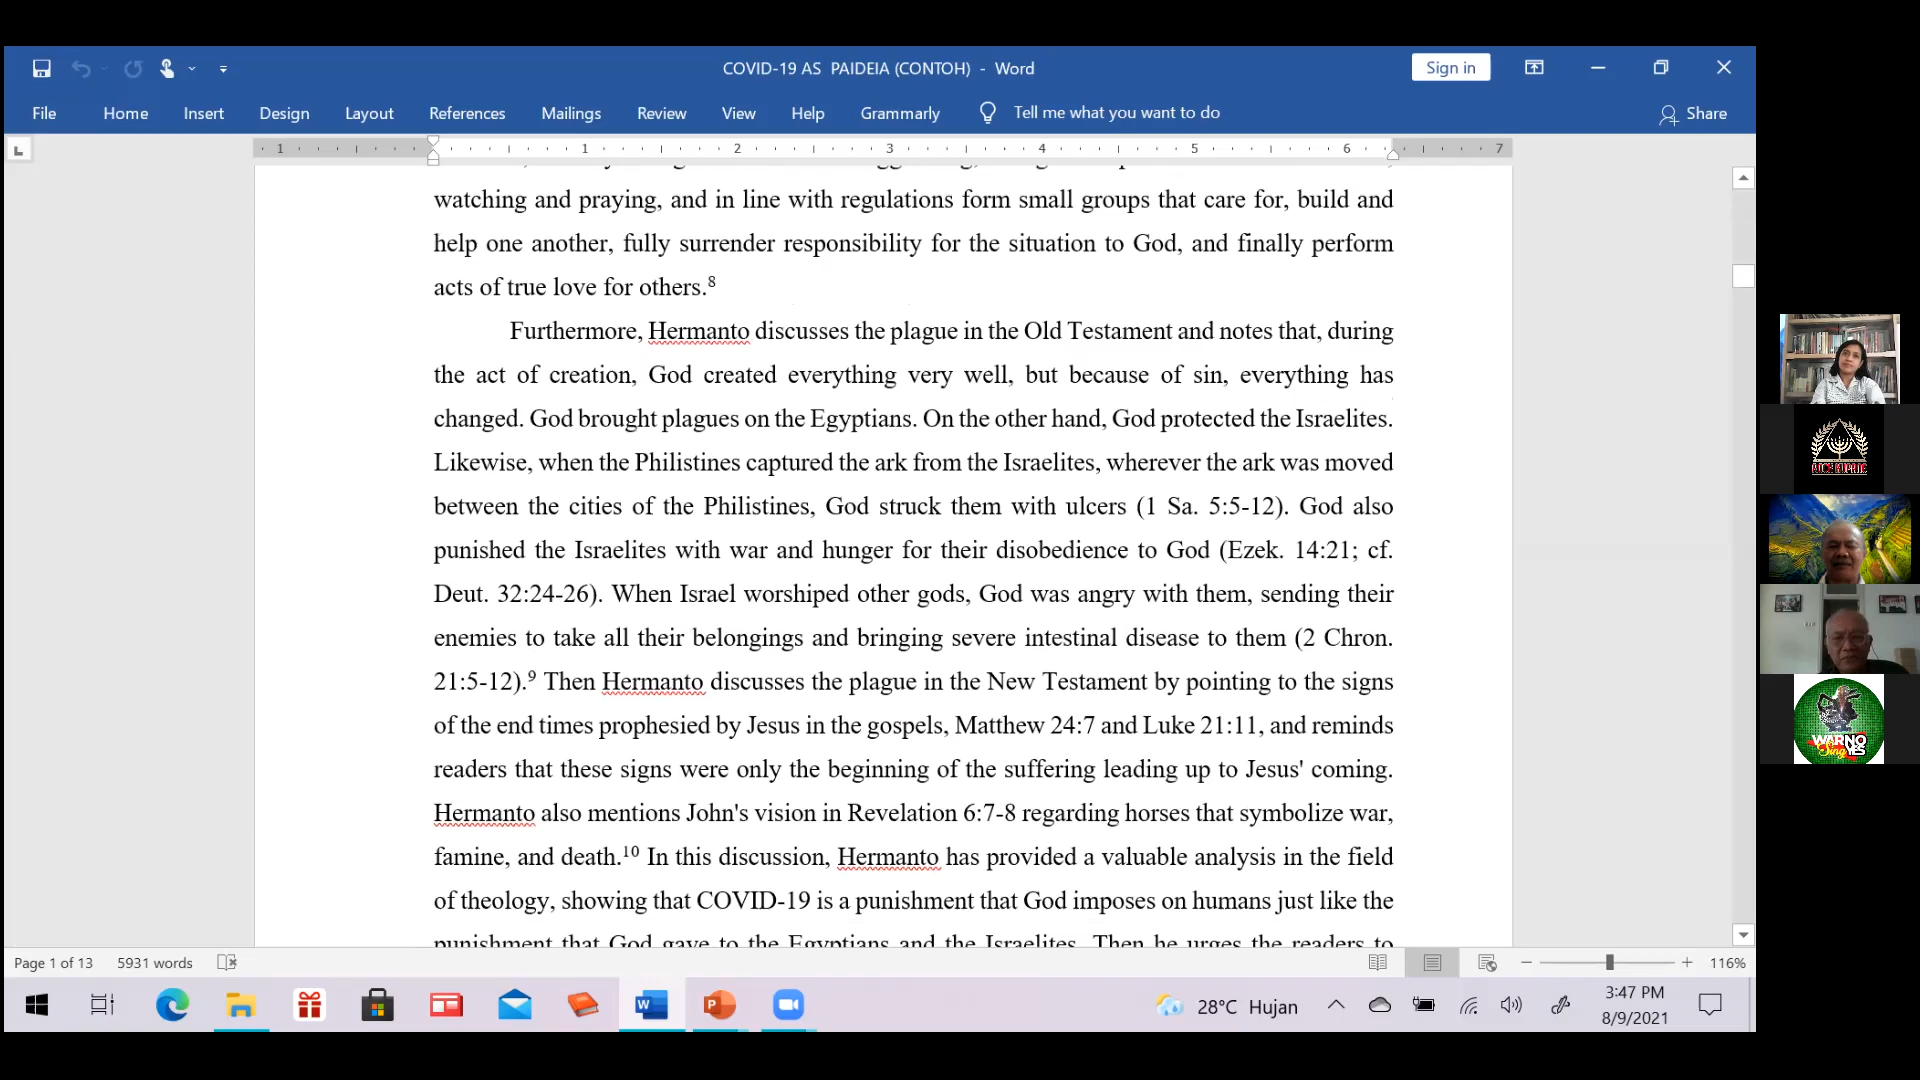 COVID-19 AS PAIDEIA (CONTOH) - Word
Sign in
File Home Insert Design Layout References Mailings Review View Help Grammarly Tell me what you want to do Share
1 1 2 3 4 5 6 7
watching and praying, and in line with regulations form small groups that care for, build and
help one another, fully surrender responsibility for the situation to God, and finally perform
acts of true love for others.8
Furthermore, Hermanto discusses the plague in the Old Testament and notes that, during
the act of creation, God created everything very well, but because of sin, everything has
changed. God brought plagues on the Egyptians. On the other hand, God protected the Israelites.
Likewise, when the Philistines captured the ark from the Israelites, wherever the ark was moved
between the cities of the Philistines, God struck them with ulcers (1 Sa. 5:5-12). God also
punished the Israelites with war and hunger for their disobedience to God (Ezek. 14:21; cf.
Deut. 32:24-26). When Israel worshiped other gods, God was angry with them, sending their
enemies to take all their belongings and bringing severe intestinal disease to them (2 Chron.
21:5-12).9 Then Hermanto discusses the plague in the New Testament by pointing to the signs
of the end times prophesied by Jesus in the gospels, Matthew 24:7 and Luke 21:11, and reminds
readers that these signs were only the beginning of the suffering leading up to Jesus' coming.
Hermanto also mentions John's vision in Revelation 6:7-8 regarding horses that symbolize war,
famine, and death.10 In this discussion, Hermanto has provided a valuable analysis in the field
of theology, showing that COVID-19 is a punishment that God imposes on humans just like the
punishment that God gave to the Egyptians and the Israelites. Then he urges the readers to
Page 1 of 13 5931 words 116%
28°C Hujan
3:47 PM
8/9/2021
WARNO
Sing YES